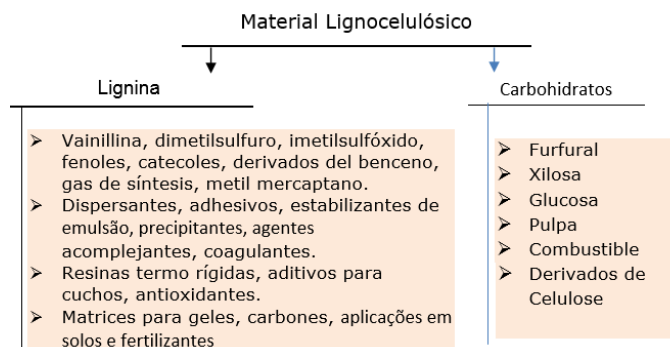 Material Lignocelulósico
Lignina
Vainillina, dimetilsulfuro, imetilsulfóxido,
fenoles, catecoles, derivados del benceno,
gas de síntesis, metil mercaptano.
Dispersantes, adhesivos, estabilizantes de
emulsão, precipitantes, agentes
acomplejantes, coagulantes.
Resinas termo rígidas, aditivos para
cuchos, antioxidantes.
Matrices para geles, carbones, aplicações em
solos e fertilizantes
Carbohidratos
Furfural
Xilosa
Glucosa
Pulpa
Combustible
Derivados de
Celulose